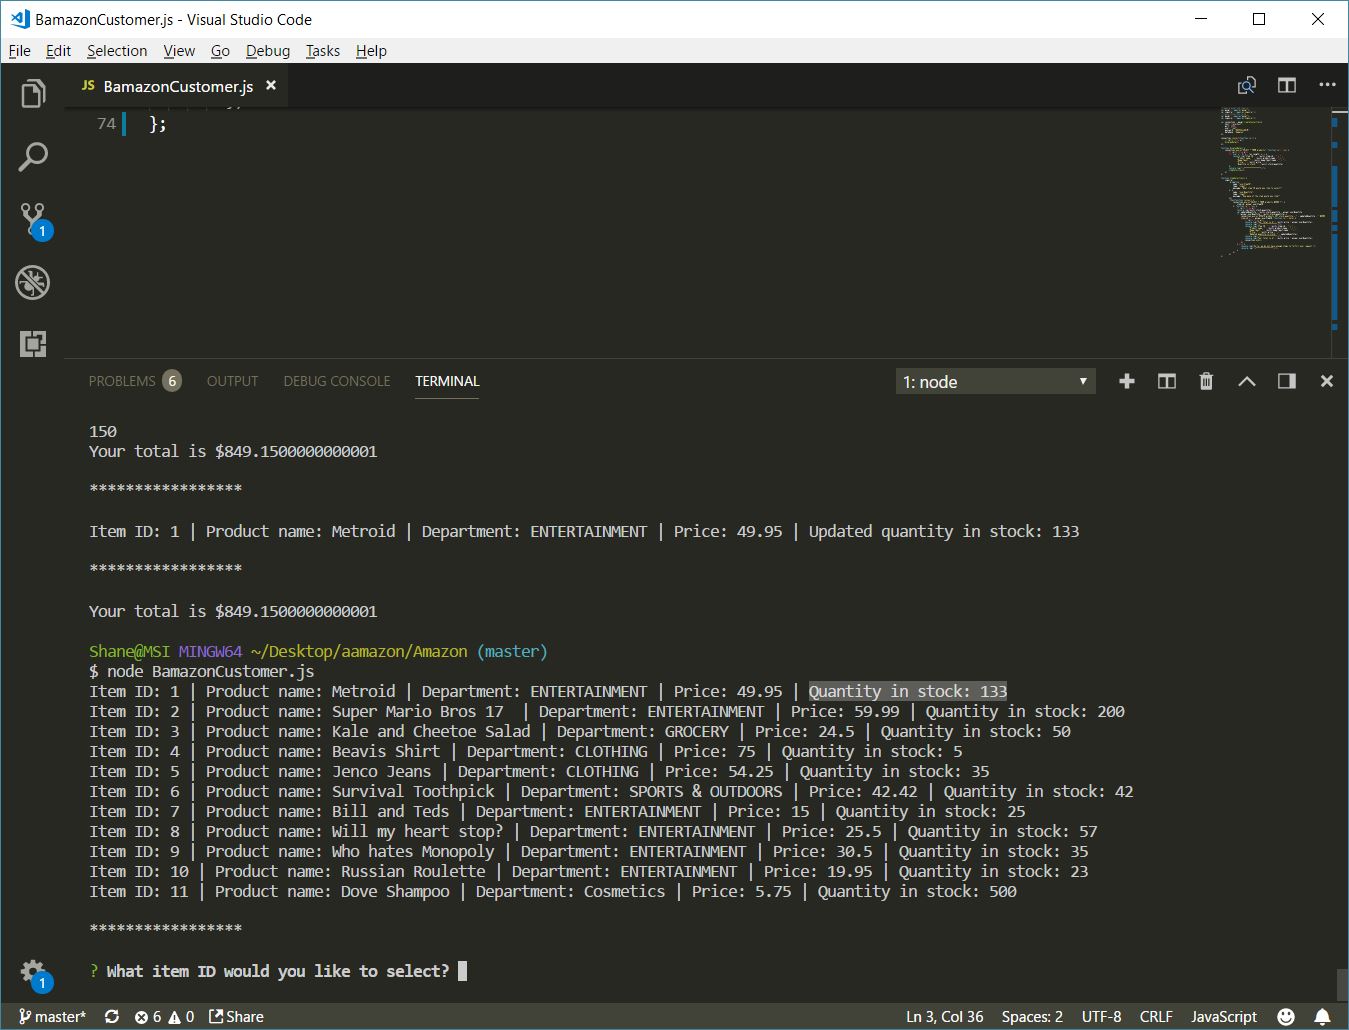 BamazonCustomer.js - Visual Studio Code
File Edit Selection View Go Debug Tasks Help
JS BamazonCustomer.js ×
74 };
1
PROBLEMS 6 OUTPUT DEBUG CONSOLE TERMINAL 1: node
150
Your total is $849.1500000000001
*****************
Item ID: 1 | Product name: Metroid | Department: ENTERTAINMENT | Price: 49.95 | Updated quantity in stock: 133
*****************
Your total is $849.1500000000001
Shane@MSI MINGW64 ~/Desktop/aamazon/Amazon (master)
$ node BamazonCustomer.js
Item ID: 1 | Product name: Metroid | Department: ENTERTAINMENT | Price: 49.95 | Quantity in stock: 133
Item ID: 2 | Product name: Super Mario Bros 17  | Department: ENTERTAINMENT | Price: 59.99 | Quantity in stock: 200
Item ID: 3 | Product name: Kale and Cheetoe Salad | Department: GROCERY | Price: 24.5 | Quantity in stock: 50
Item ID: 4 | Product name: Beavis Shirt | Department: CLOTHING | Price: 75 | Quantity in stock: 5
Item ID: 5 | Product name: Jenco Jeans | Department: CLOTHING | Price: 54.25 | Quantity in stock: 35
Item ID: 6 | Product name: Survival Toothpick | Department: SPORTS & OUTDOORS | Price: 42.42 | Quantity in stock: 42
Item ID: 7 | Product name: Bill and Teds | Department: ENTERTAINMENT | Price: 15 | Quantity in stock: 25
Item ID: 8 | Product name: Will my heart stop? | Department: ENTERTAINMENT | Price: 25.5 | Quantity in stock: 57
Item ID: 9 | Product name: Who hates Monopoly | Department: ENTERTAINMENT | Price: 30.5 | Quantity in stock: 35
Item ID: 10 | Product name: Russian Roulette | Department: ENTERTAINMENT | Price: 19.95 | Quantity in stock: 23
Item ID: 11 | Product name: Dove Shampoo | Department: Cosmetics | Price: 5.75 | Quantity in stock: 500
*****************
? What item ID would you like to select?
1
master* 6 0 Share Ln 3, Col 36 Spaces: 2 UTF-8 CRLF JavaScript